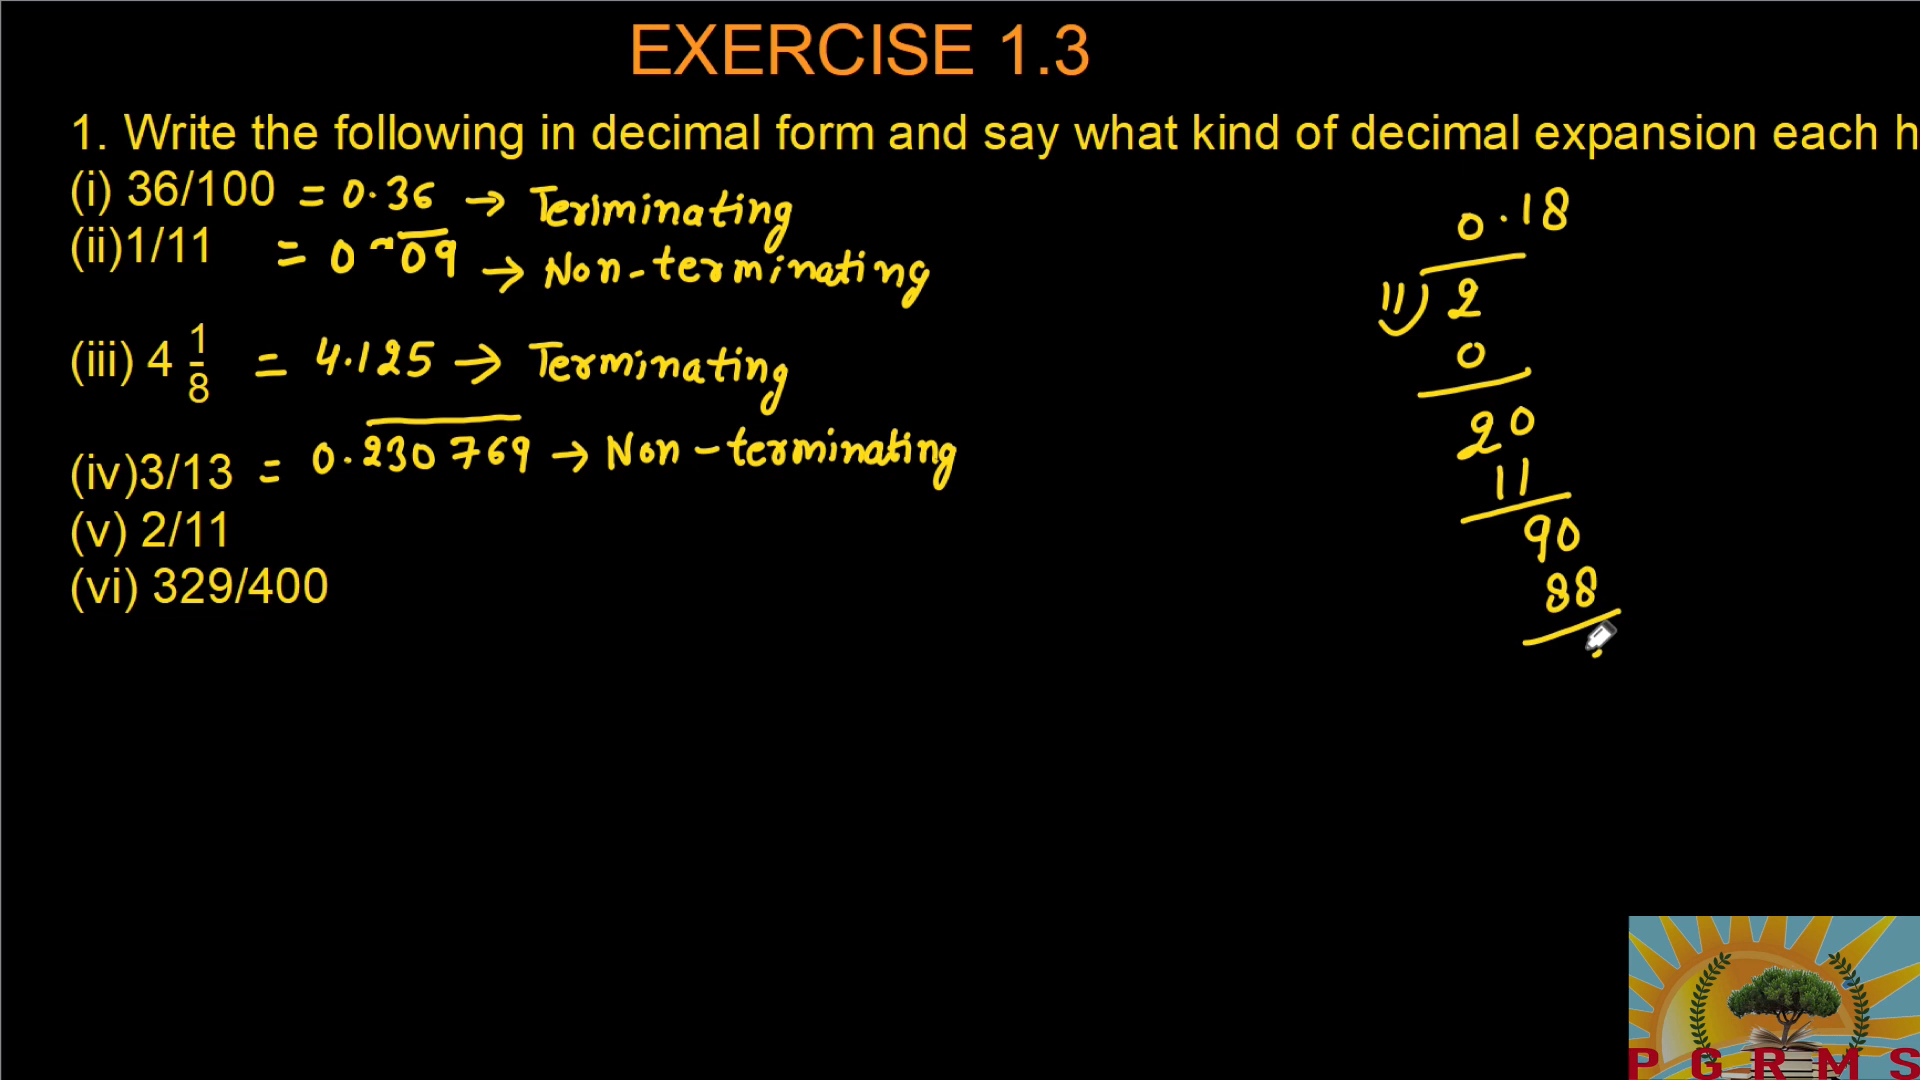 EXERCISE 1.3
1. Write the following in decimal form and say what kind of decimal expansion each h
(i) 36/100 = 0.36 → Terminating
(ii)1/11 = 0.09 → Non-terminating
(iii) 4 1/8 = 4.125 → Terminating
(iv)3/13 = 0.230769 → Non-terminating
(v) 2/11
(vi) 329/400
0.18
11) 2
0
20
11
90
88
P G R M S